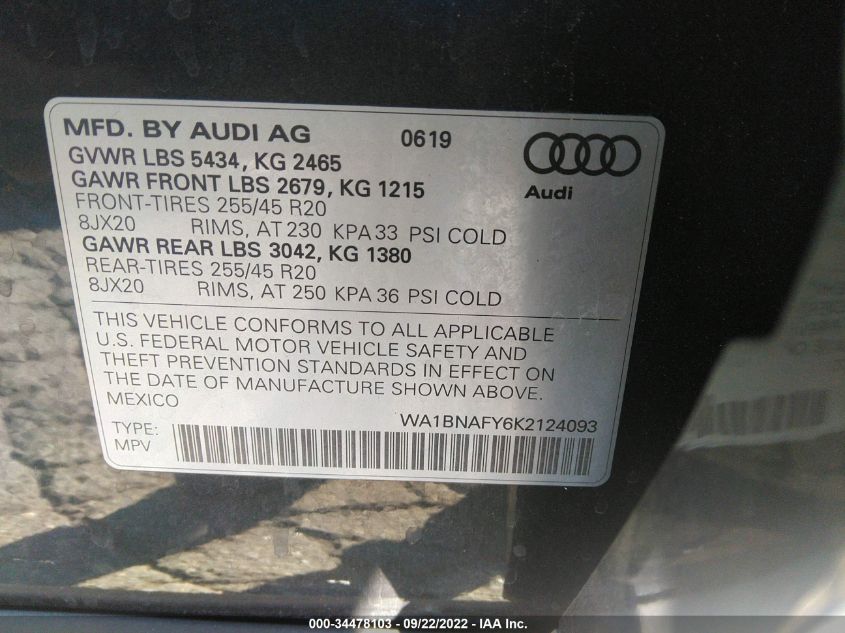 MFD. BY AUDI AG 0619
GVWR LBS 5434, KG 2465
GAWR FRONT LBS 2679, KG 1215
Audi
FRONT-TIRES 255/45 R20
8JX20 RIMS, AT 230 KPA 33 PSI COLD
GAWR REAR LBS 3042, KG 1380
REAR-TIRES 255/45 R20
8JX20 RIMS, AT 250 KPA 36 PSI COLD
THIS VEHICLE CONFORMS TO ALL APPLICABLE
U.S. FEDERAL MOTOR VEHICLE SAFETY AND
THEFT PREVENTION STANDARDS IN EFFECT ON
THE DATE OF MANUFACTURE SHOWN ABOVE.
MEXICO
WA1BNAFY6K2124093
TYPE:
MPV
000-34478103 - 09/22/2022 - IAA Inc.